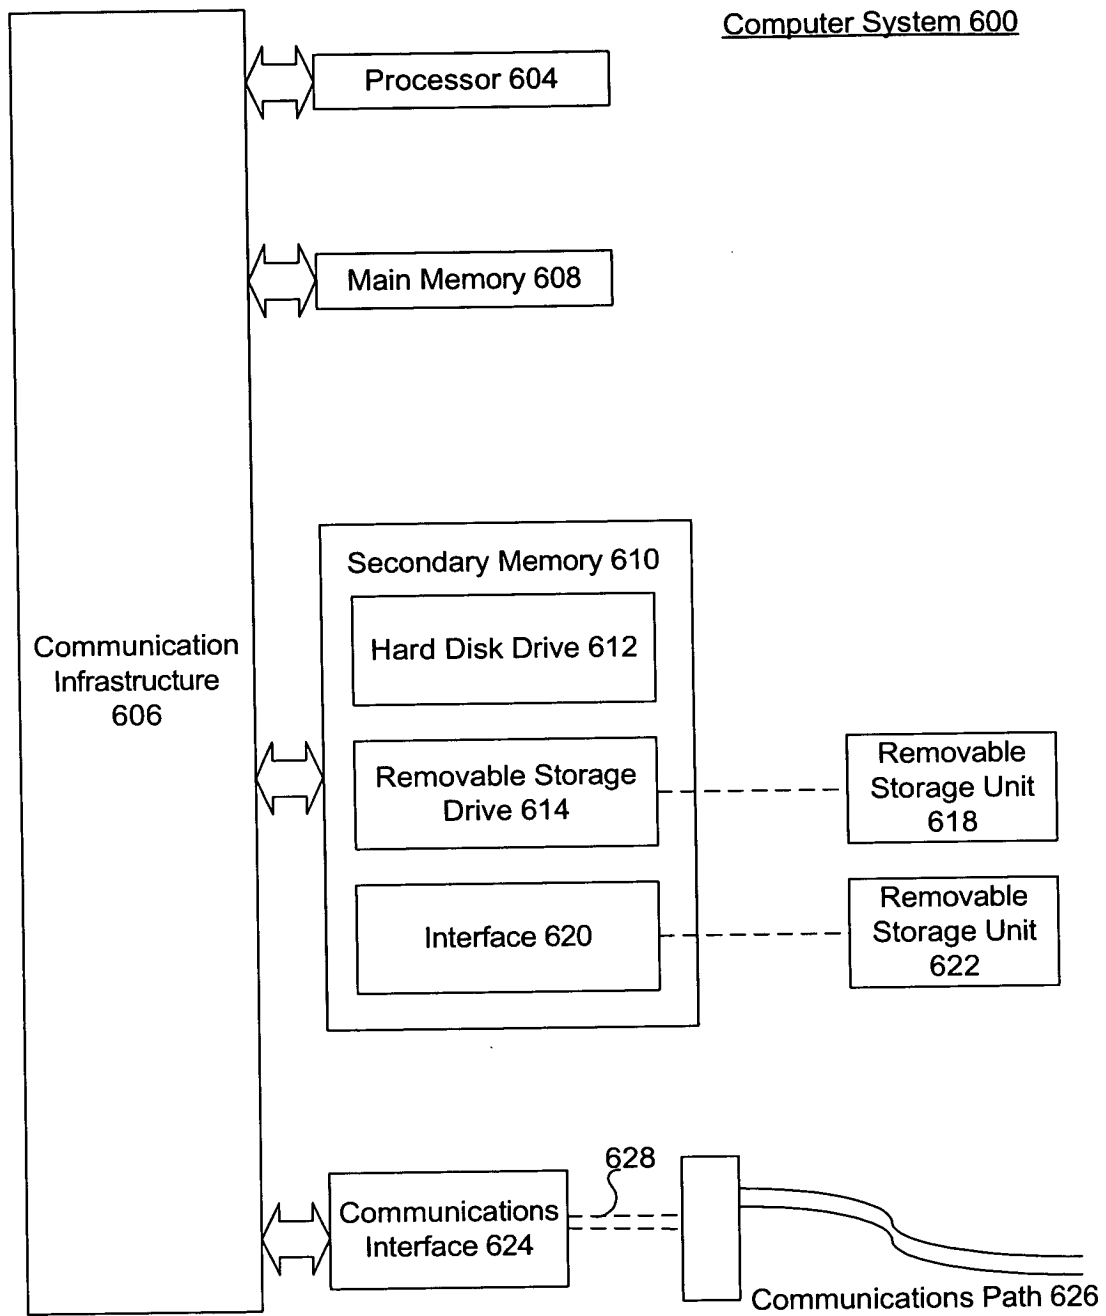 Computer System 600
Processor 604
Main Memory 608
Communication
Infrastructure
606
Secondary Memory 610
Hard Disk Drive 612
Removable Storage
Drive 614
Interface 620
Removable
Storage Unit
618
Removable
Storage Unit
622
628
Communications
Interface 624
Communications Path 626